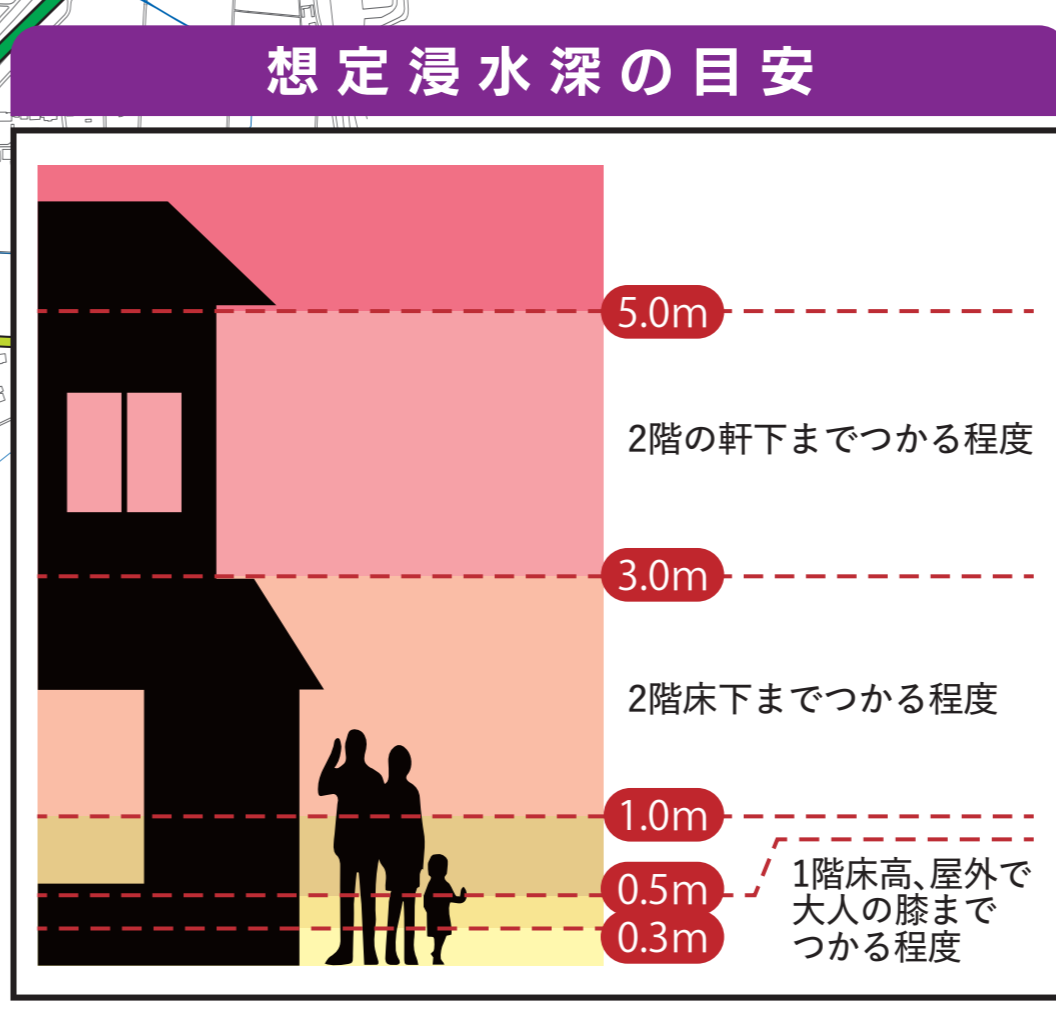 想定浸水深の目安
5.0m
2階の軒下までつかる程度
3.0m
2階床下までつかる程度
1.0m
0.5m
1階床高、屋外で
大人の膝まで
つかる程度
0.3m